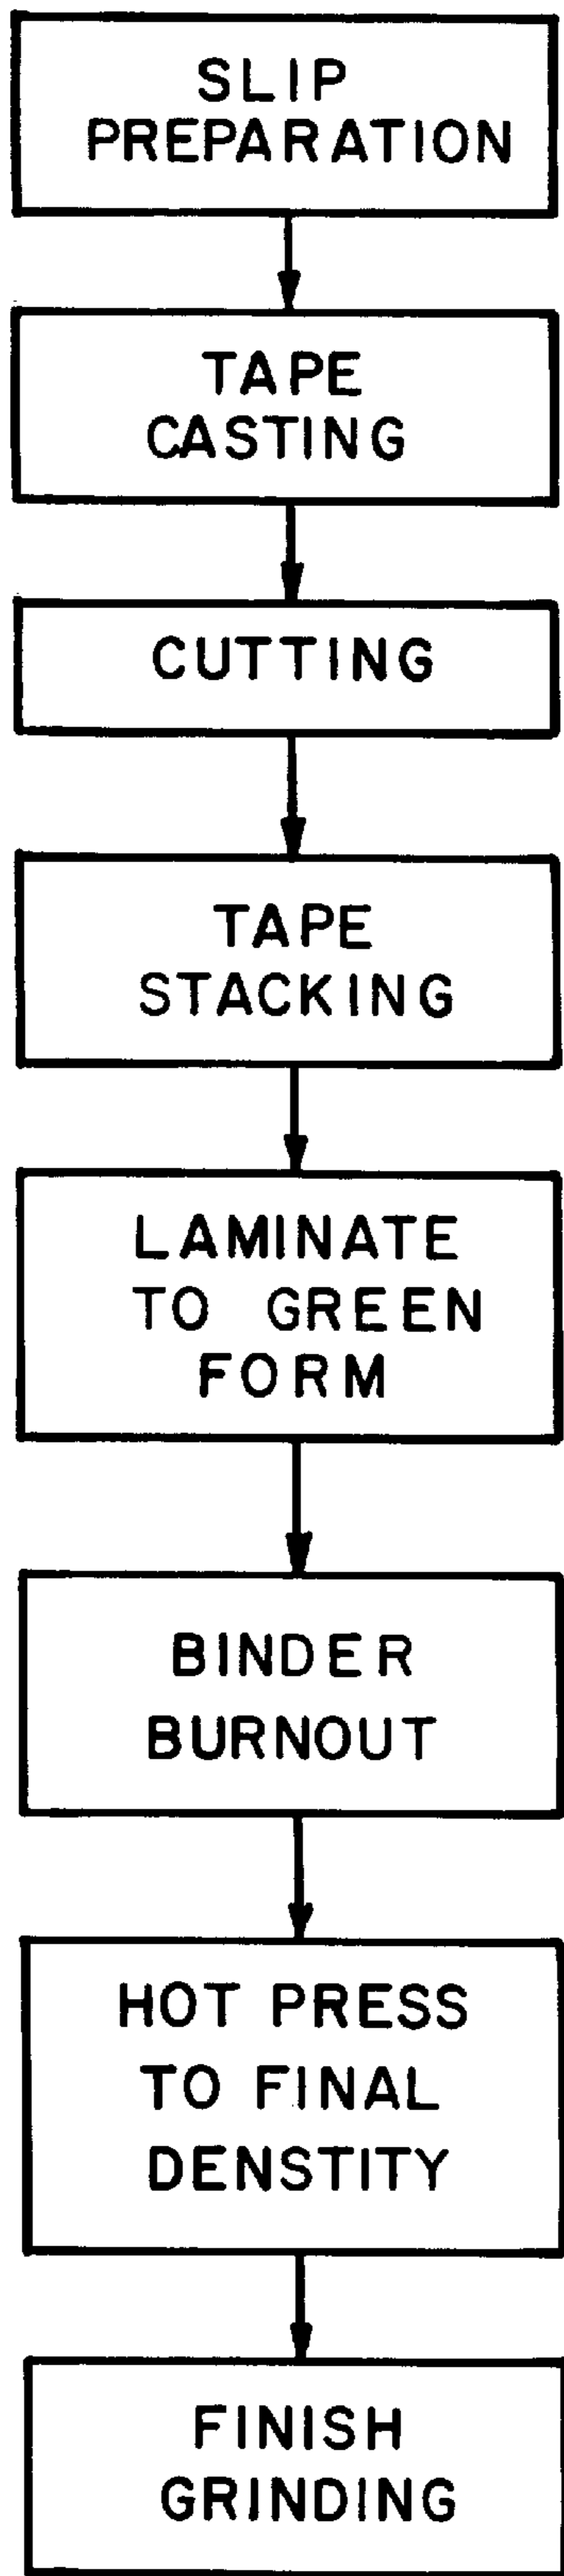 SLIP
PREPARATION
TAPE
CASTING
CUTTING
TAPE
STACKING
LAMINATE
TO GREEN
FORM
BINDER
BURNOUT
HOT PRESS
TO FINAL
DENSTITY
FINISH
GRINDING